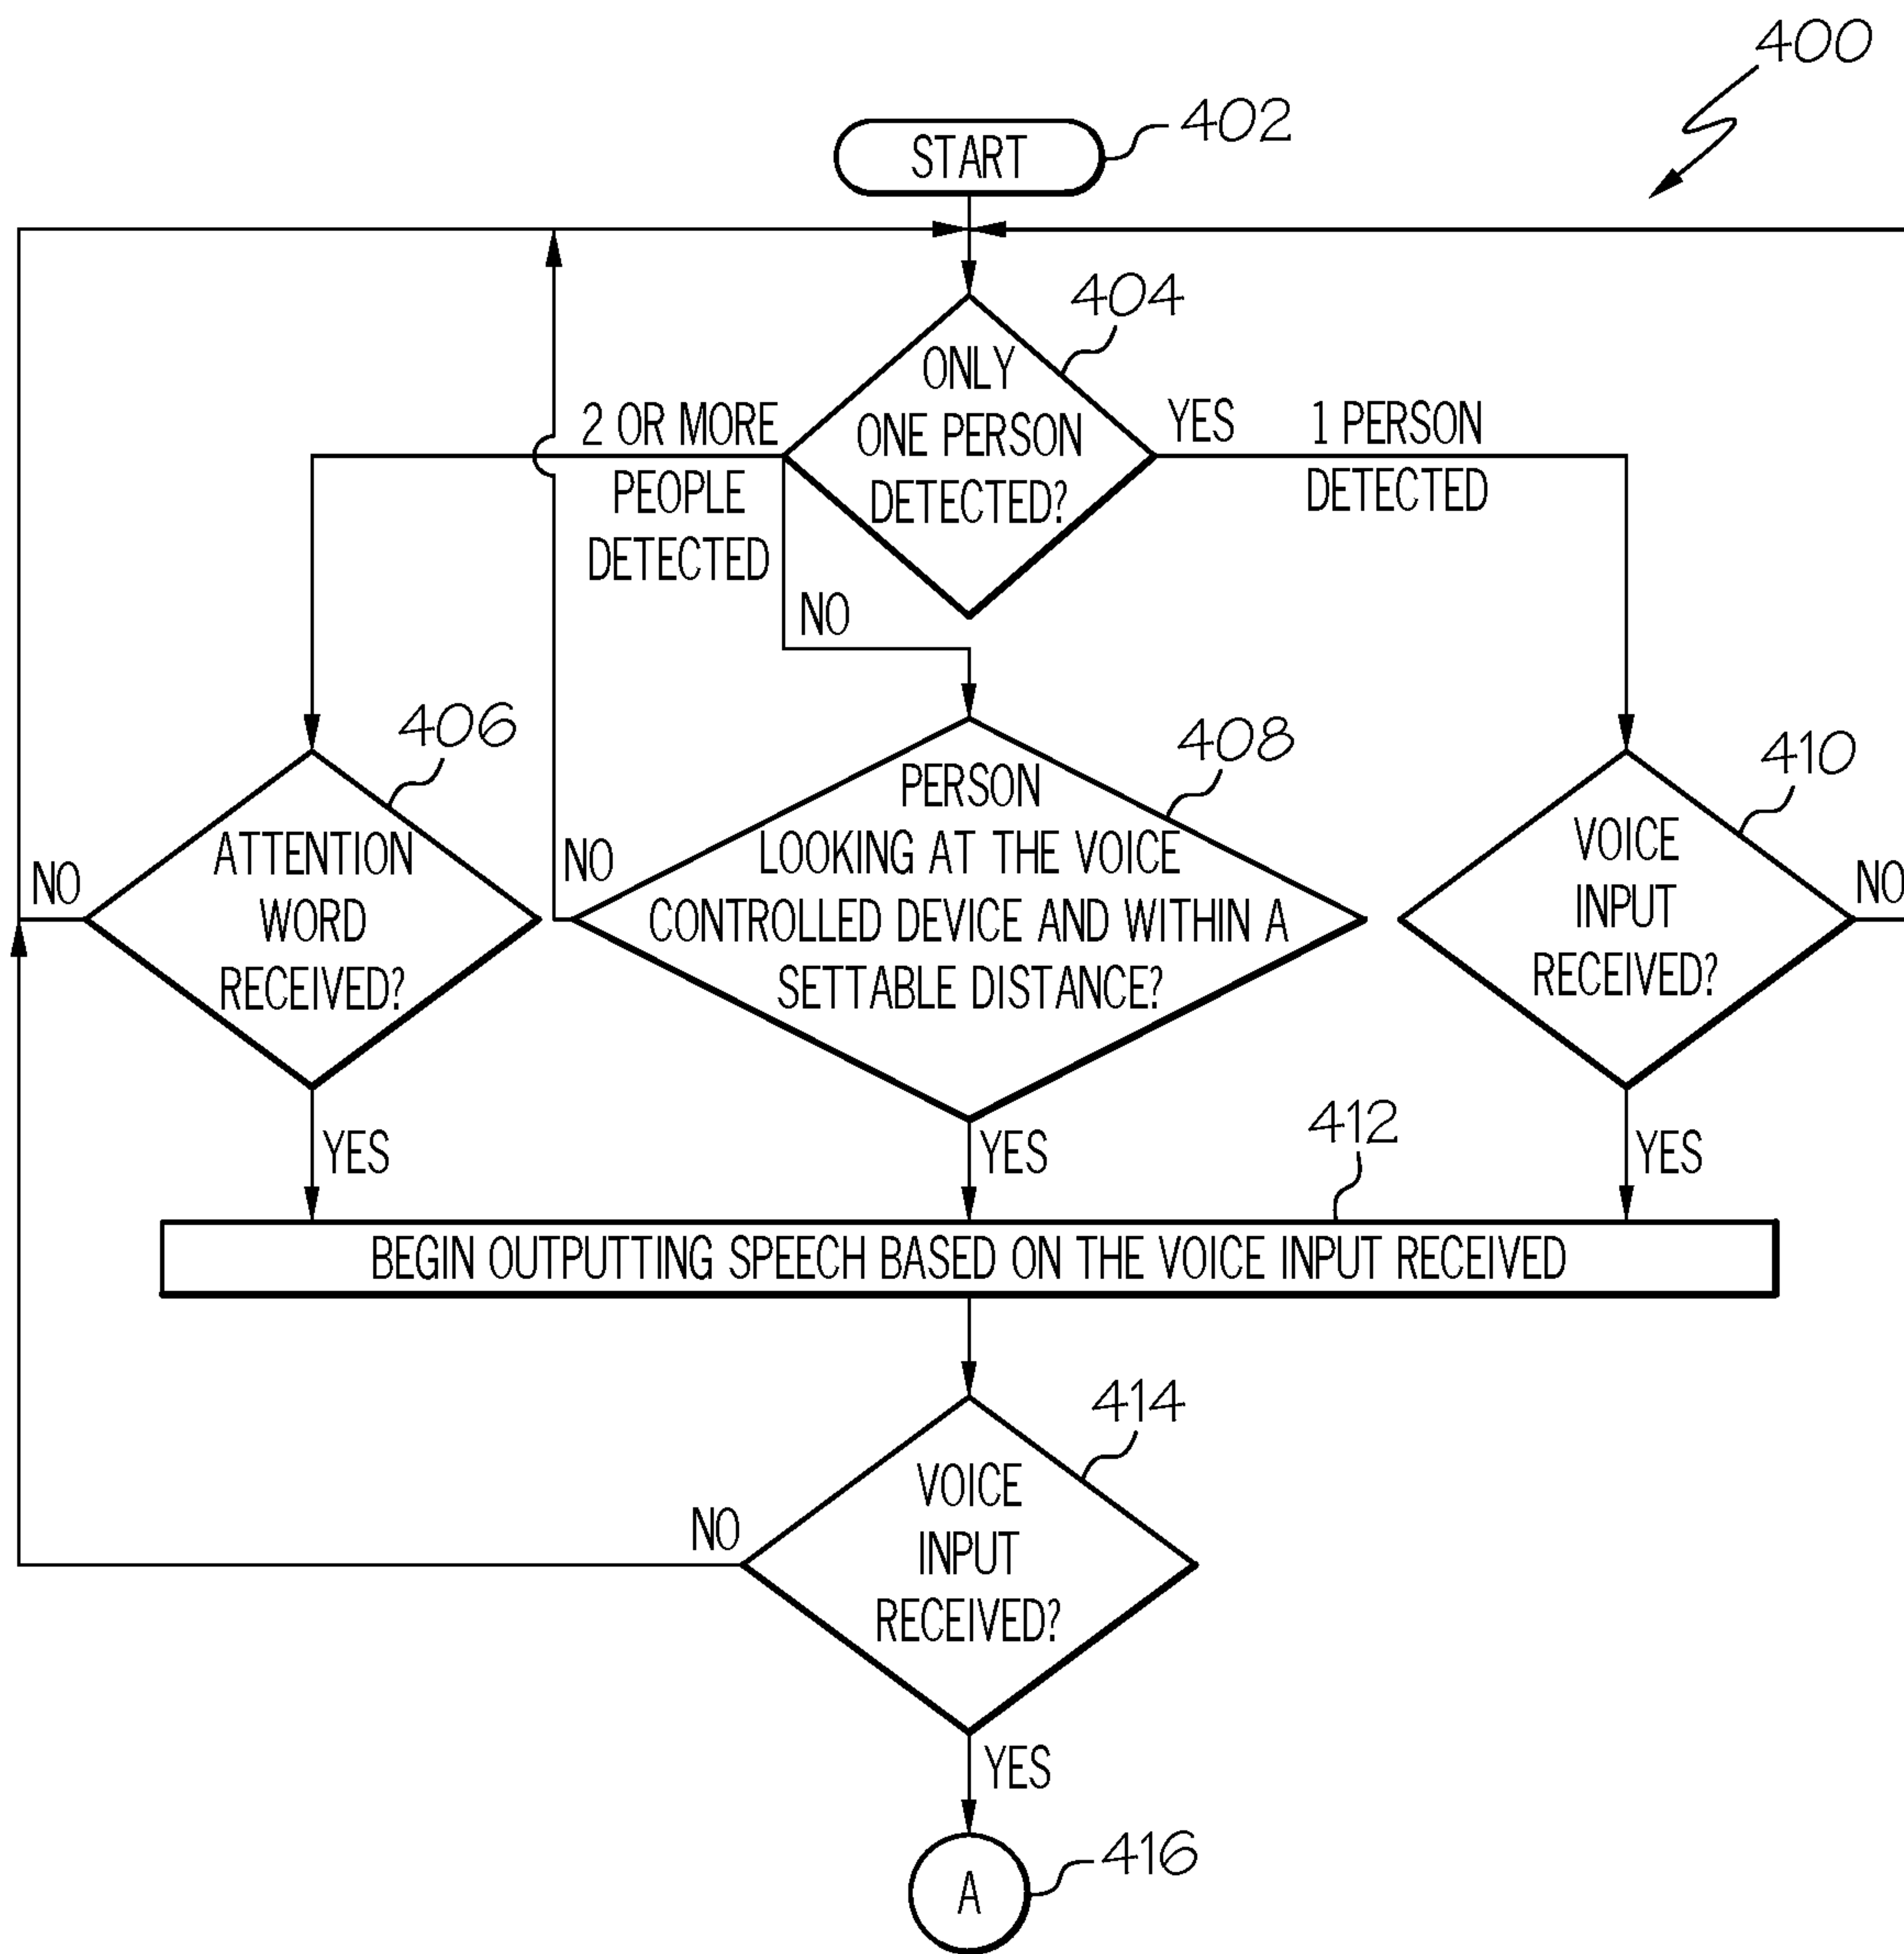 400
START
402
404
ONLY
ONE PERSON
DETECTED?
2 OR MORE
PEOPLE
DETECTED
YES
1 PERSON
DETECTED
NO
406
ATTENTION
WORD
RECEIVED?
NO
YES
408
PERSON
LOOKING AT THE VOICE
CONTROLLED DEVICE AND WITHIN A
SETTABLE DISTANCE?
NO
YES
410
VOICE
INPUT
RECEIVED?
NO
YES
412
BEGIN OUTPUTTING SPEECH BASED ON THE VOICE INPUT RECEIVED
414
VOICE
INPUT
RECEIVED?
NO
YES
A
416